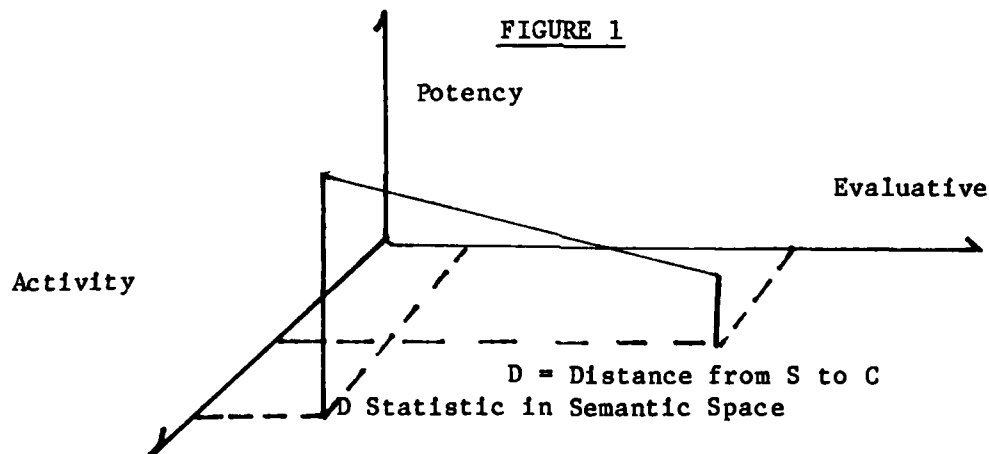 FIGURE 1
Potency
Evaluative
Activity
D = Distance from S to C
D Statistic in Semantic Space